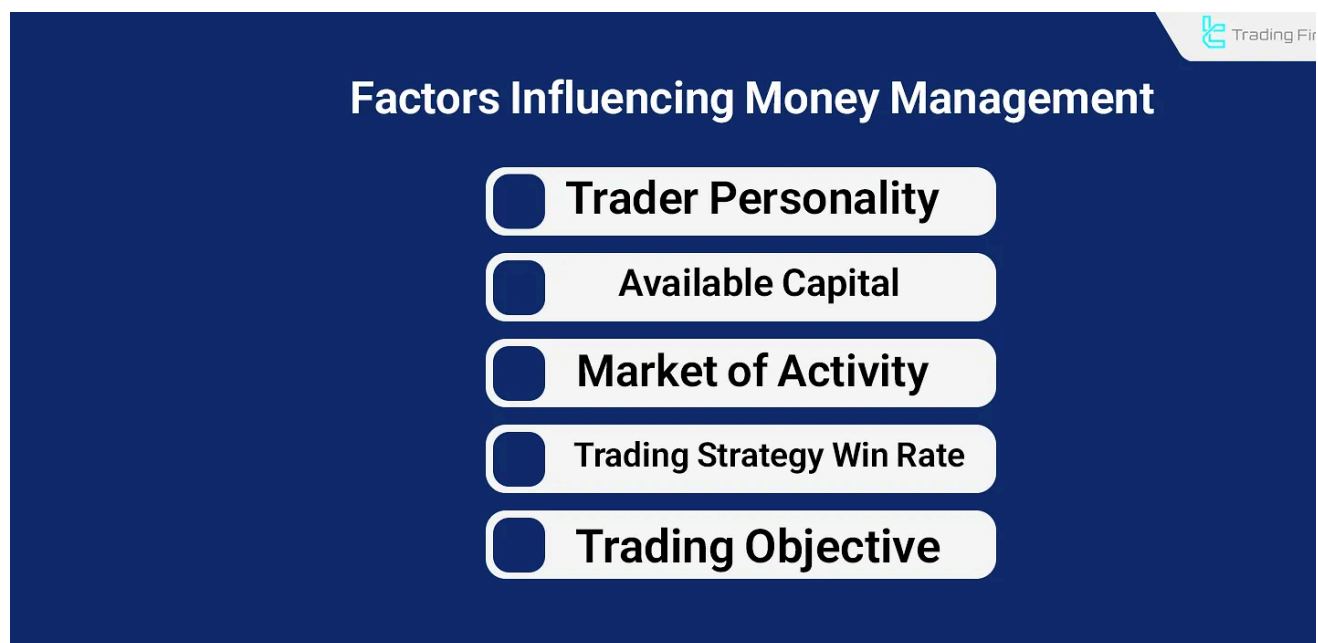 Trading Fi
Factors Influencing Money Management
Trader Personality
Available Capital
Market of Activity
Trading Strategy Win Rate
Trading Objective